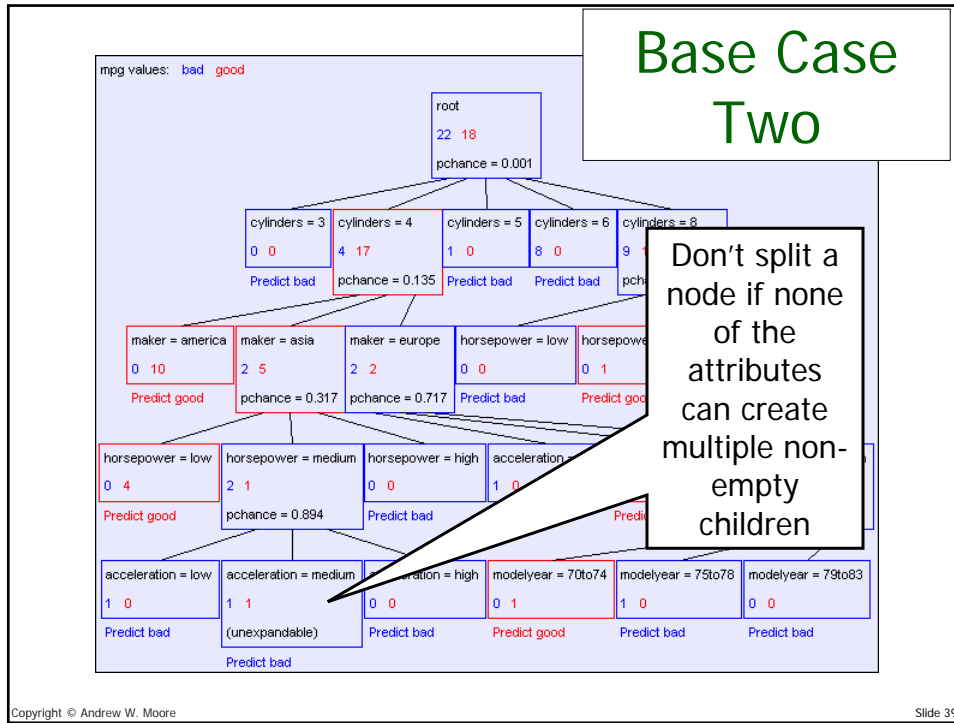 Base Case
Two
mpg values: bad good
root
22 18
pchance = 0.001
cylinders = 3
0 0
Predict bad
cylinders = 4
4 17
pchance = 0.135
cylinders = 5
1 0
Predict bad
cylinders = 6
8 0
Predict bad
cylinders = 8
9
Don't split a
node if none
of the
attributes
can create
multiple non-
empty
children
maker = america
0 10
Predict good
maker = asia
2 5
pchance = 0.317
maker = europe
2 2
pchance = 0.717
horsepower = low
0 0
Predict bad
0 1
Predict good
horsepower = low
0 4
Predict good
horsepower = medium
2 1
pchance = 0.894
horsepower = high
0 0
Predict bad
acceleration =
1 0
acceleration = low
1 0
Predict bad
acceleration = medium
1 1
(unexpandable)
Predict bad
= high
0 0
Predict bad
modelyear = 70to74
0 1
Predict good
modelyear = 75to78
1 0
Predict bad
modelyear = 79to83
0 0
Predict bad
Copyright © Andrew W. Moore
Slide 39